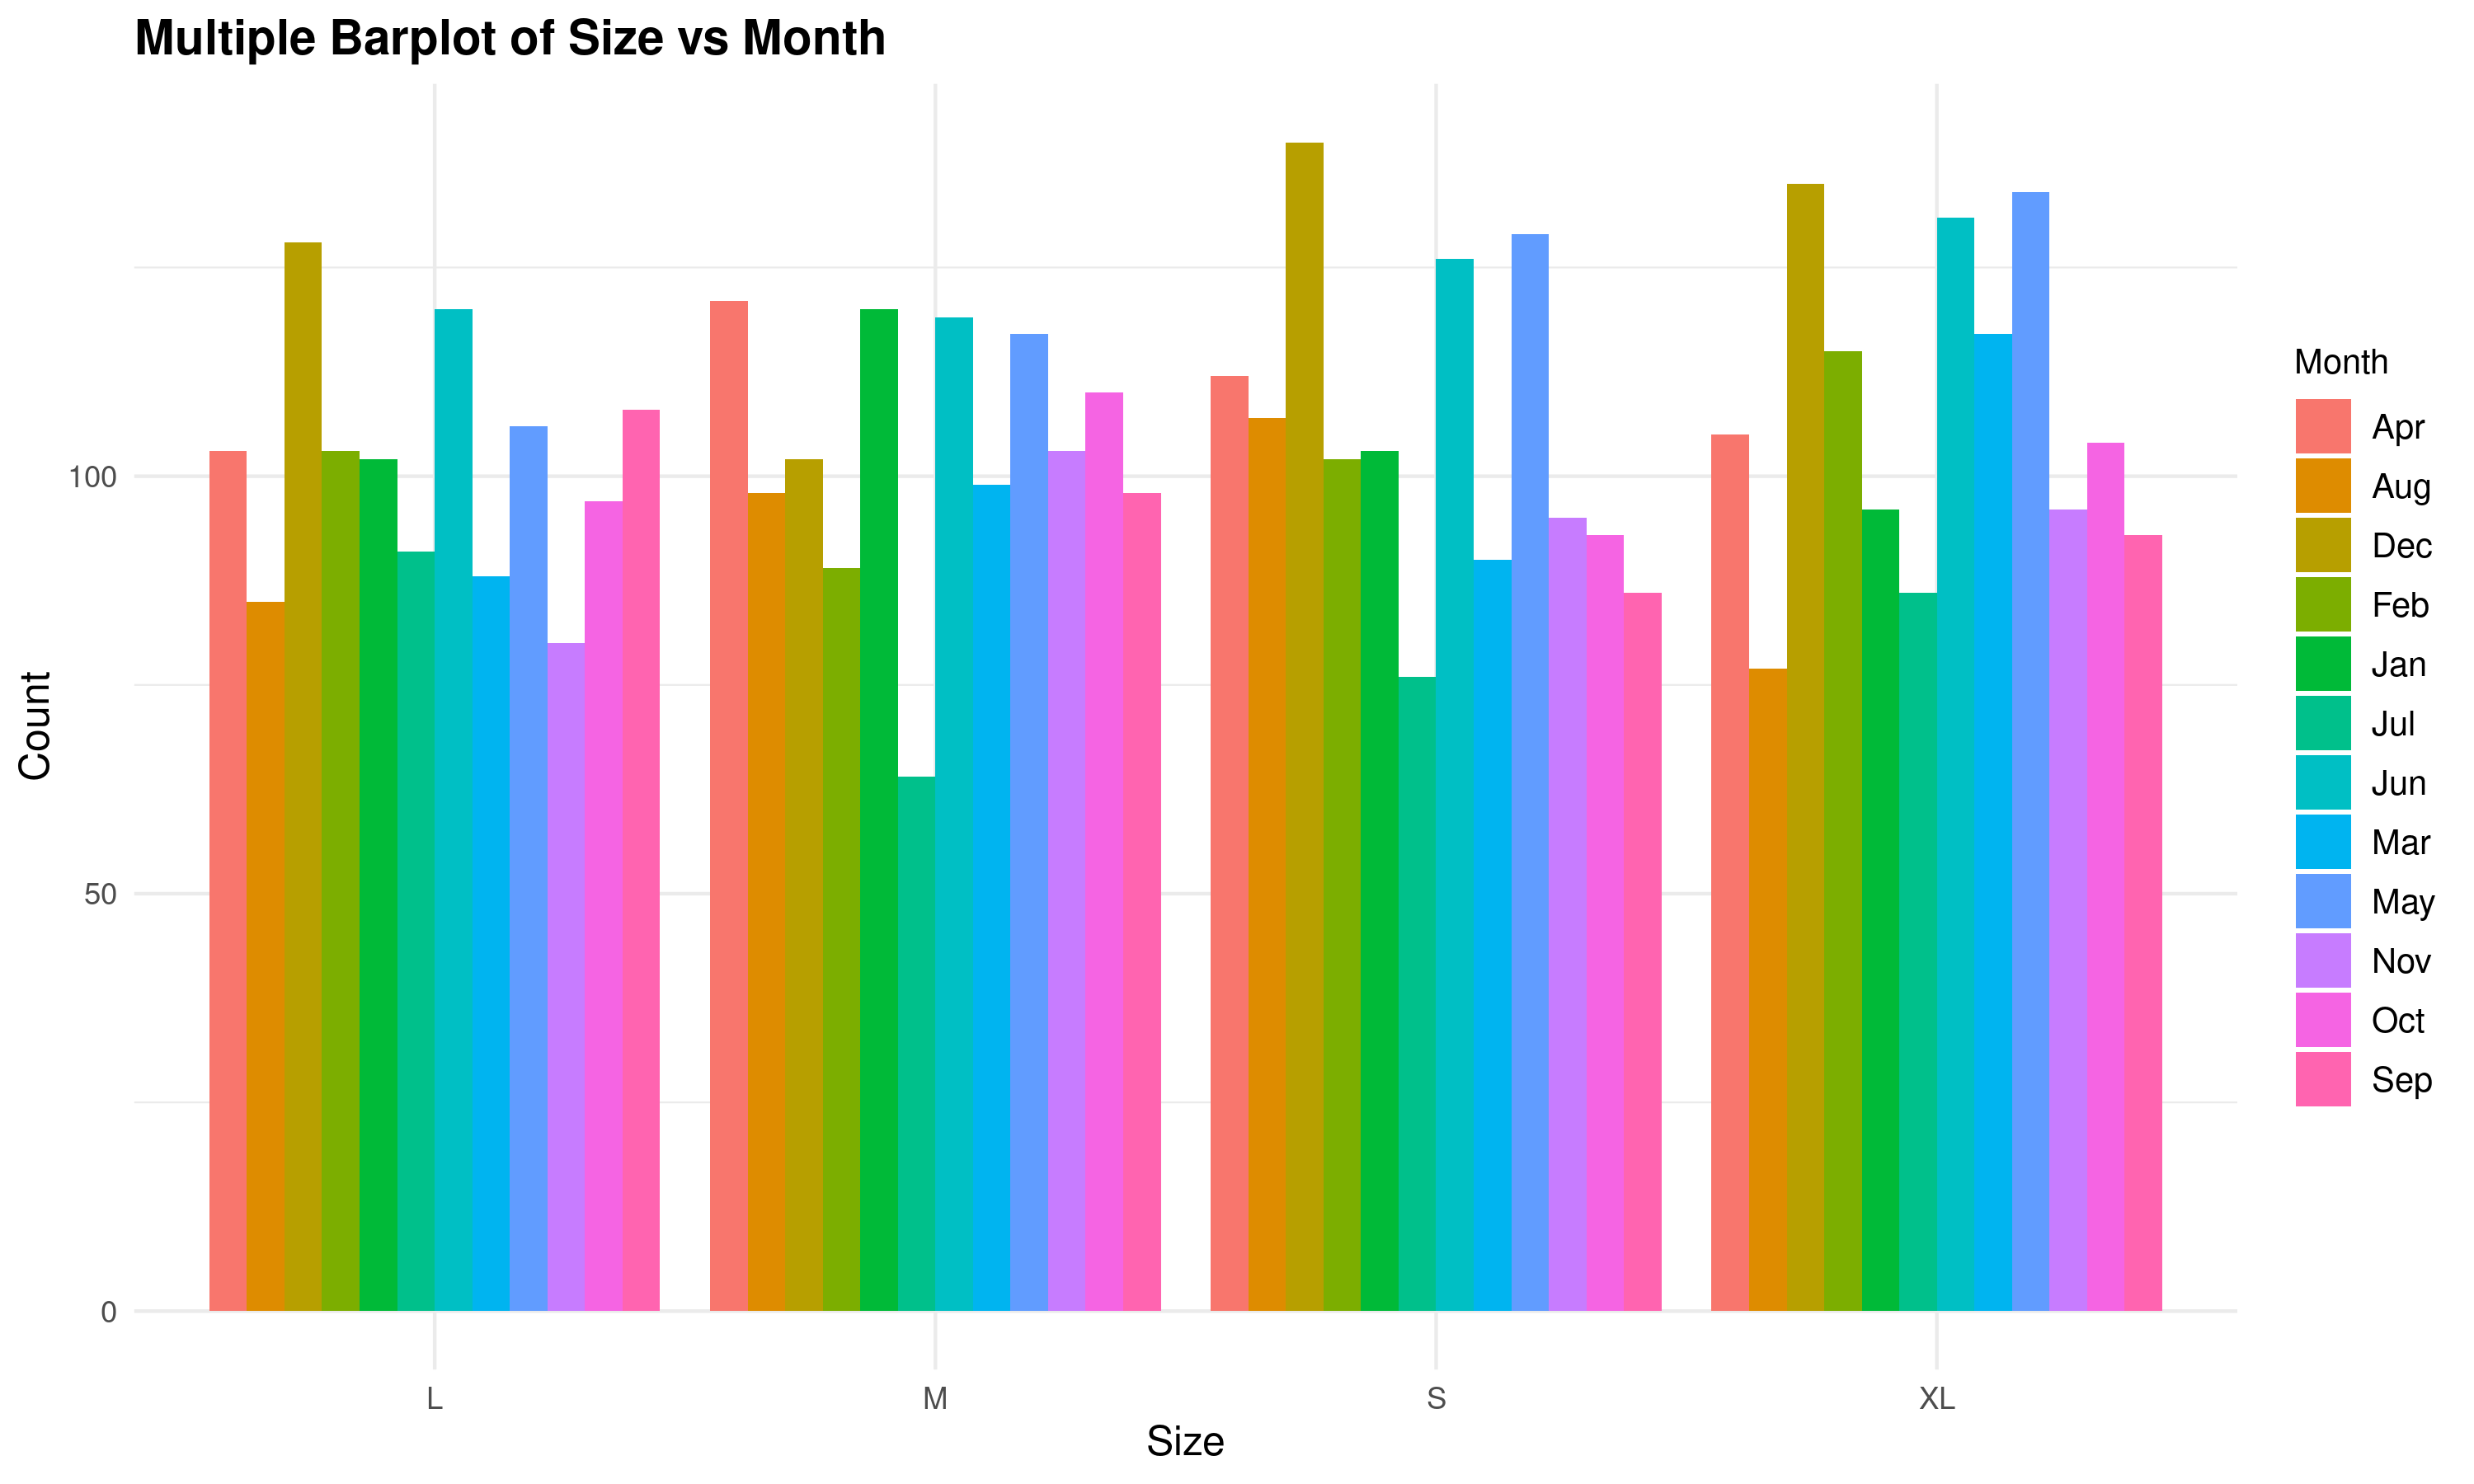 Multiple Barplot of Size vs Month
Count
100
50
0
L
M
S
XL
Size
Month
Apr
Aug
Dec
Feb
Jan
Jul
Jun
Mar
May
Nov
Oct
Sep